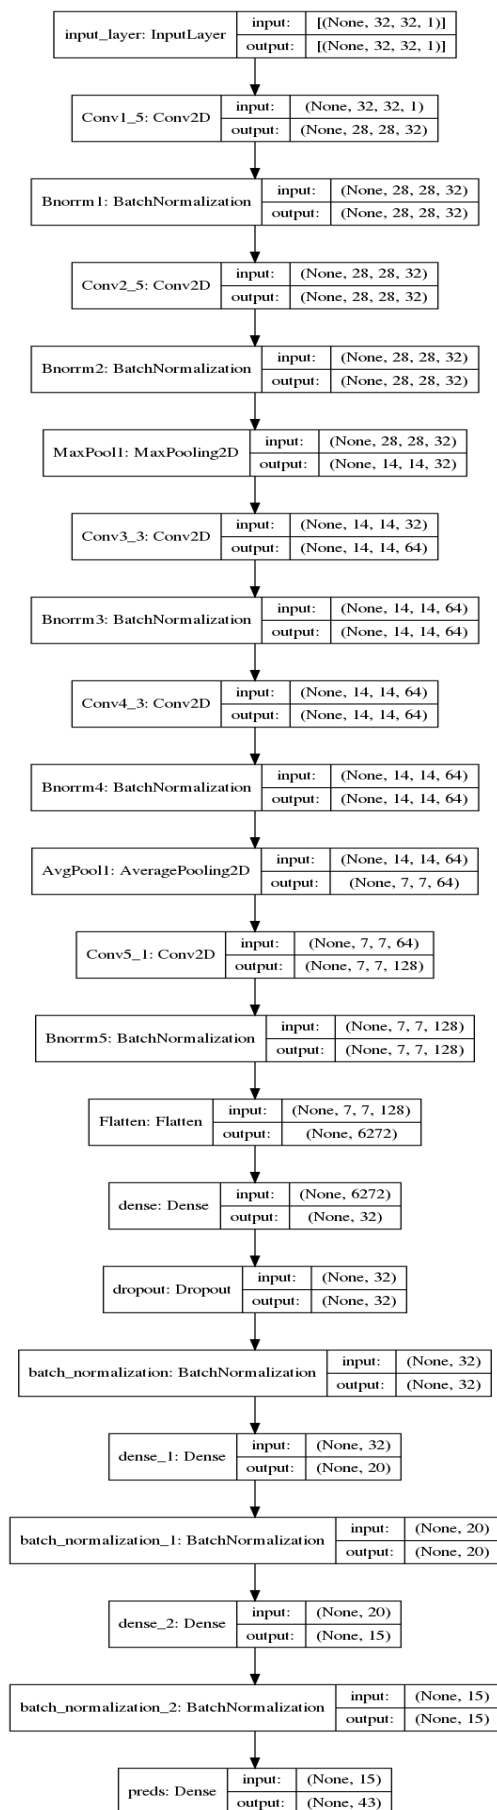 input_layer: InputLayer
input: [(None, 32, 32, 1)]
output: [(None, 32, 32, 1)]
Conv1_5: Conv2D
input: (None, 32, 32, 1)
output: (None, 28, 28, 32)
Bnorrm1: BatchNormalization
input: (None, 28, 28, 32)
output: (None, 28, 28, 32)
Conv2_5: Conv2D
input: (None, 28, 28, 32)
output: (None, 28, 28, 32)
Bnorrm2: BatchNormalization
input: (None, 28, 28, 32)
output: (None, 28, 28, 32)
MaxPool1: MaxPooling2D
input: (None, 28, 28, 32)
output: (None, 14, 14, 32)
Conv3_3: Conv2D
input: (None, 14, 14, 32)
output: (None, 14, 14, 64)
Bnorrm3: BatchNormalization
input: (None, 14, 14, 64)
output: (None, 14, 14, 64)
Conv4_3: Conv2D
input: (None, 14, 14, 64)
output: (None, 14, 14, 64)
Bnorrm4: BatchNormalization
input: (None, 14, 14, 64)
output: (None, 14, 14, 64)
AvgPool1: AveragePooling2D
input: (None, 14, 14, 64)
output: (None, 7, 7, 64)
Conv5_1: Conv2D
input: (None, 7, 7, 64)
output: (None, 7, 7, 128)
Bnorrm5: BatchNormalization
input: (None, 7, 7, 128)
output: (None, 7, 7, 128)
Flatten: Flatten
input: (None, 7, 7, 128)
output: (None, 6272)
dense: Dense
input: (None, 6272)
output: (None, 32)
dropout: Dropout
input: (None, 32)
output: (None, 32)
batch_normalization: BatchNormalization
input: (None, 32)
output: (None, 32)
dense_1: Dense
input: (None, 32)
output: (None, 20)
batch_normalization_1: BatchNormalization
input: (None, 20)
output: (None, 20)
dense_2: Dense
input: (None, 20)
output: (None, 15)
batch_normalization_2: BatchNormalization
input: (None, 15)
output: (None, 15)
preds: Dense
input: (None, 15)
output: (None, 43)